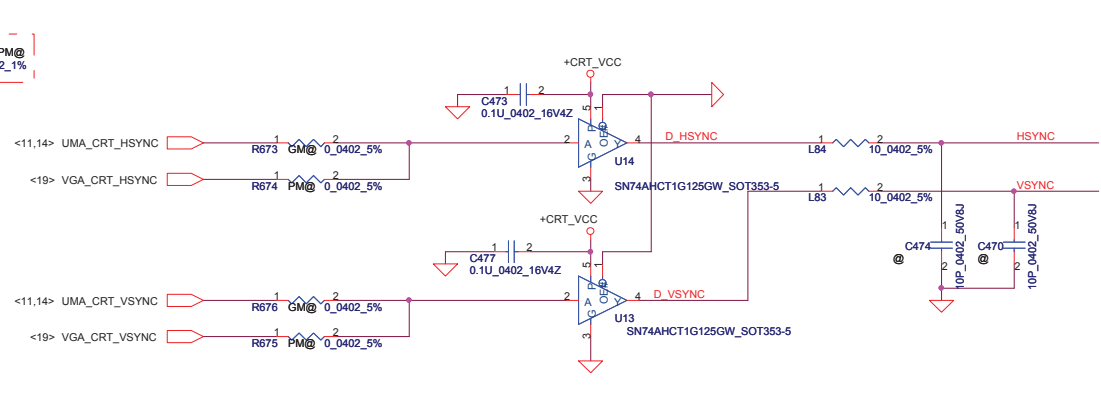 PM@
2_1%
+CRT_VCC
1 2
C473
0.1U_0402_16V4Z
5 1
P OE#
<11,14> UMA_CRT_HSYNC 1 2 2 A Y 4 D_HSYNC 1 2 HSYNC
R673 GM@ 0_0402_5% G U14 L84 10_0402_5%
<19> VGA_CRT_HSYNC 1 2 3
R674 PM@ 0_0402_5% SN74AHCT1G125GW_SOT353-5 1 2 VSYNC
L83 10_0402_5%
+CRT_VCC
1 2
C477
0.1U_0402_16V4Z
5 1
1 1
C474 10P_0402_50V8J C470 10P_0402_50V8J
@ @
2 2
P OE#
<11,14> UMA_CRT_VSYNC 1 2 2 A Y 4 D_VSYNC
R676 GM@ 0_0402_5% G U13
SN74AHCT1G125GW_SOT353-5
<19> VGA_CRT_VSYNC 1 2 3
R675 PM@ 0_0402_5%